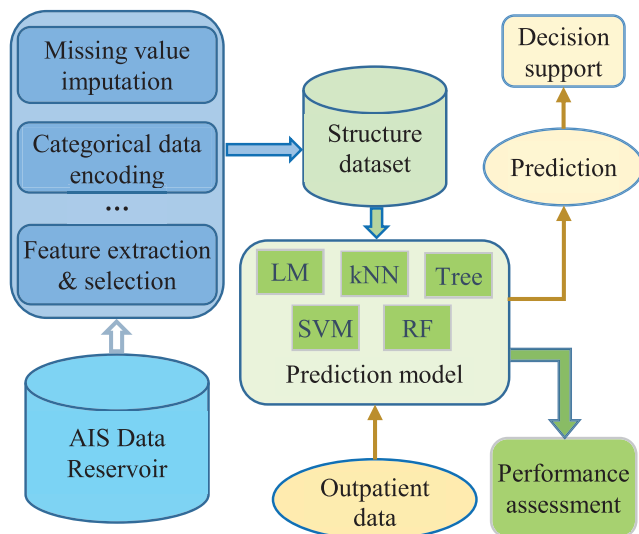 Missing value
imputation
Categorical data
encoding
...
Feature extraction
& selection
AIS Data
Reservoir
Structure
dataset
LM
kNN
Tree
SVM
RF
Prediction model
Outpatient
data
Decision
support
Prediction
Performance
assessment